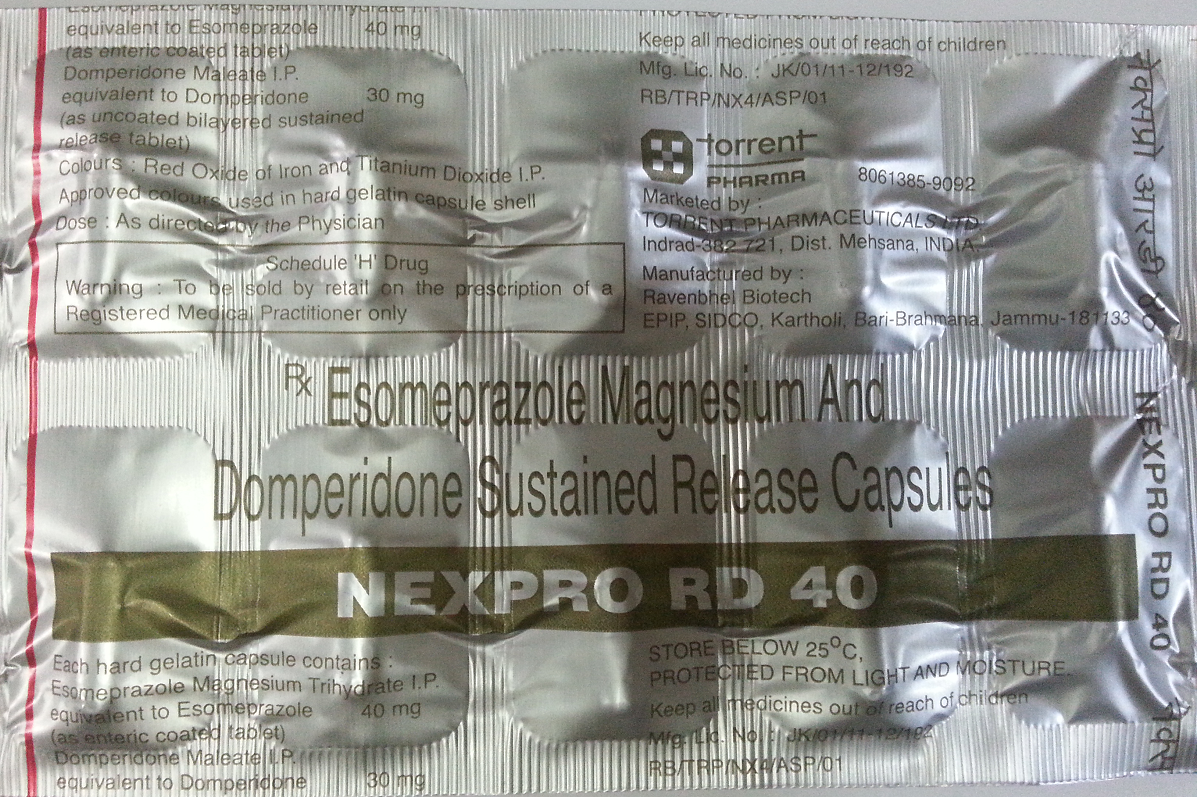 Esomeprazole Magnesium Trihydrate
equivalent to Esomeprazole 40 mg
(as enteric coated tablet)
Domperidone Maleate I.P.
equivalent to Domperidone 30 mg
(as uncoated bilayered sustained
release tablet)
Colours : Red Oxide of Iron and Titanium Dioxide I.P.
Approved colours used in hard gelatin capsule shell
Dose : As directed by the Physician
Schedule 'H' Drug
Warning : To be sold by retail on the prescription of a
Registered Medical Practitioner only
Keep all medicines out of reach of children
Mfg. Lic. No. : JK/01/11-12/192
RB/TRP/NX4/ASP/01
torrent
PHARMA
8061385-9092
Marketed by :
TORRENT PHARMACEUTICALS LTD.
Indrad-382 721, Dist. Mehsana, INDIA.
Manufactured by :
Ravenbhel Biotech
EPIP, SIDCO, Kartholi, Bari-Brahmana, Jammu-181133
Rx Esomeprazole Magnesium And
Domperidone Sustained Release Capsules
NEXPRO RD 40
Each hard gelatin capsule contains :
Esomeprazole Magnesium Trihydrate I.P.
equivalent to Esomeprazole 40 mg
(as enteric coated tablet)
Domperidone Maleate I.P.
equivalent to Domperidone 30 mg
STORE BELOW 25°C,
PROTECTED FROM LIGHT AND MOISTURE.
Keep all medicines out of reach of children
Mfg. Lic. No. : JK/01/11-12/192
RB/TRP/NX4/ASP/01
नेक्सप्रो आरडी 40
NEXPRO RD 40